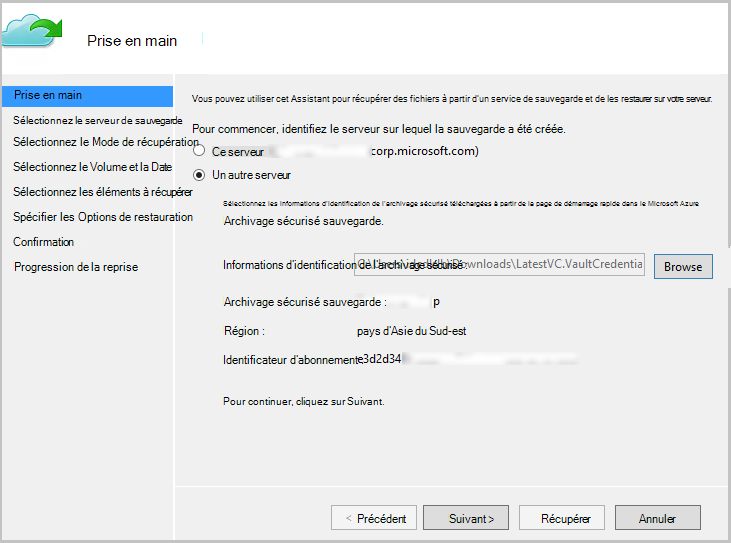 Prise en main
Prise en main
Sélectionnez le serveur de sauvegarde
Sélectionnez le Mode de récupération
Sélectionnez le Volume et la Date
Sélectionnez les éléments à récupérer
Spécifier les Options de restauration
Confirmation
Progression de la reprise
Vous pouvez utiliser cet Assistant pour récupérer des fichiers à partir d'un service de sauvegarde et de les restaurer sur votre serveur.
Pour commencer, identifiez le serveur sur lequel la sauvegarde a été créée.
Ce serveur corp.microsoft.com)
Un autre serveur
Sélectionnez les Informations d'identification de l'archivage sécurisé téléchargées à partir de la page de démarrage rapide dans le Microsoft Azure
Archivage sécurisé sauvegarde.
Informations d'identification de l'archivage sécurisé: Downloads\LatestVC.VaultCredentia
Browse
Archivage sécurisé sauvegarde : p
Région : pays d'Asie du Sud-est
Identificateur d'abonnement: e3d2d34
Pour continuer, cliquez sur Suivant.
< Précédent
Suivant >
Récupérer
Annuler